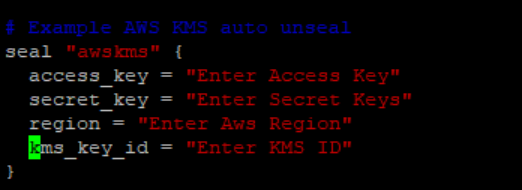 # Example AWS KMS auto unseal
seal "awskms" {
  access_key = "Enter Access Key"
  secret_key = "Enter Secret Keys"
  region = "Enter Aws Region"
  kms_key_id = "Enter KMS ID"
}